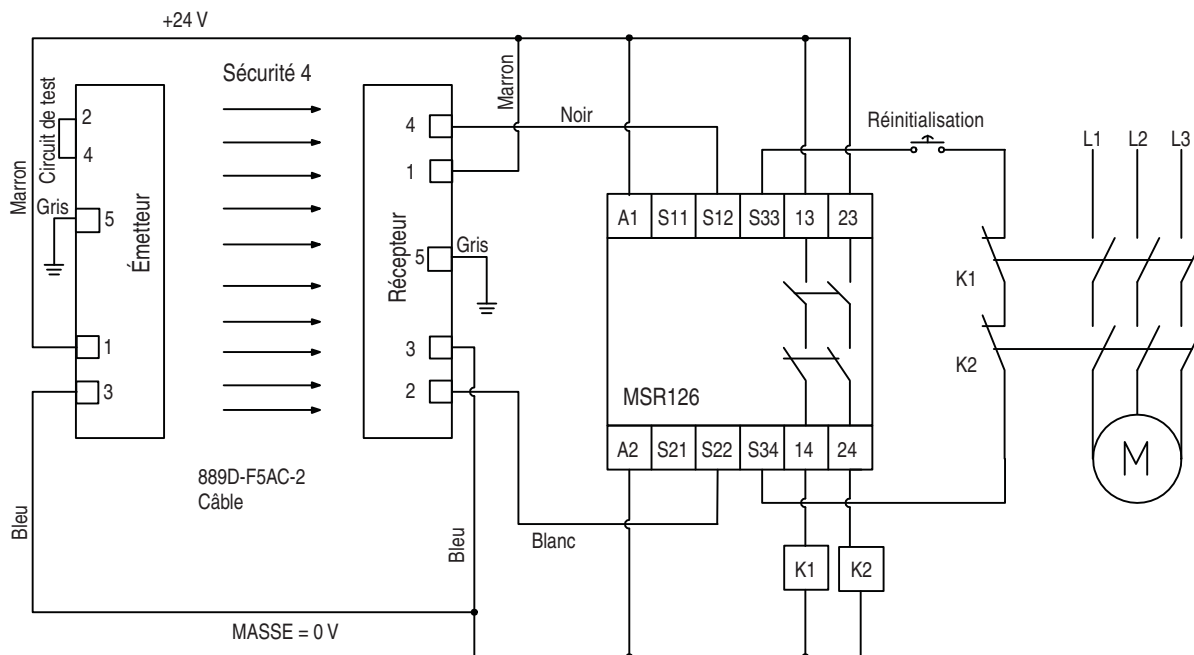 +24 V
Sécurité 4
Circuit de test
2
4
Marron
Gris
5
Émetteur
1
3
Bleu
889D-F5AC-2
Câble
MASSE = 0 V
Récepteur
4
1
5
Gris
3
2
Marron
Noir
Bleu
Blanc
A1 S11 S12 S33 13 23
MSR126
A2 S21 S22 S34 14 24
K1 K2
Réinitialisation
L1 L2 L3
K1
K2
M